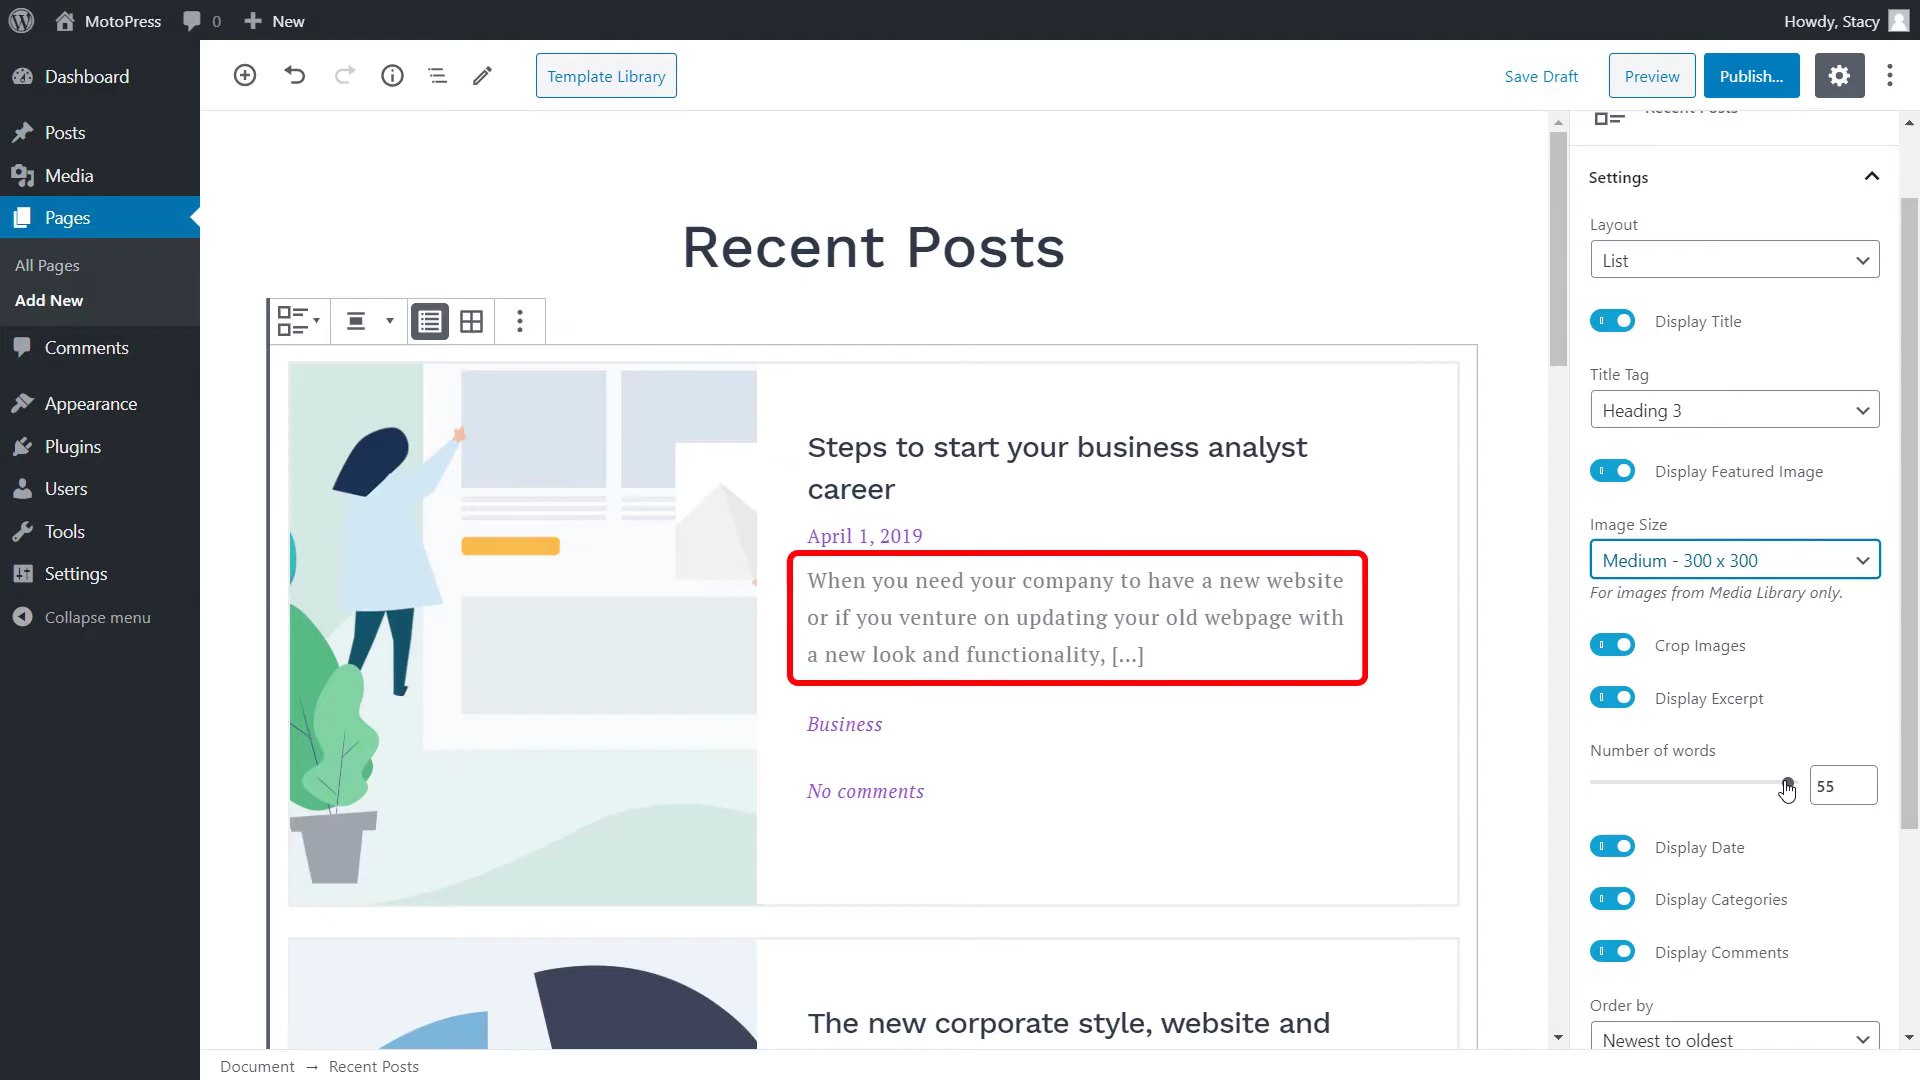 MotoPress
0
New
Howdy, Stacy
Dashboard
Posts
Media
Pages
All Pages
Add New
Comments
Appearance
Plugins
Users
Tools
Settings
Collapse menu
Template Library
Save Draft
Preview
Publish...
Recent Posts
Steps to start your business analyst
career
April 1, 2019
When you need your company to have a new website
or if you venture on updating your old webpage with
a new look and functionality, [...]
Business
No comments
The new corporate style, website and
Document → Recent Posts
Recent Posts
Settings
Layout
List
Display Title
Title Tag
Heading 3
Display Featured Image
Image Size
Medium - 300 x 300
For images from Media Library only.
Crop Images
Display Excerpt
Number of words
55
Display Date
Display Categories
Display Comments
Order by
Newest to oldest